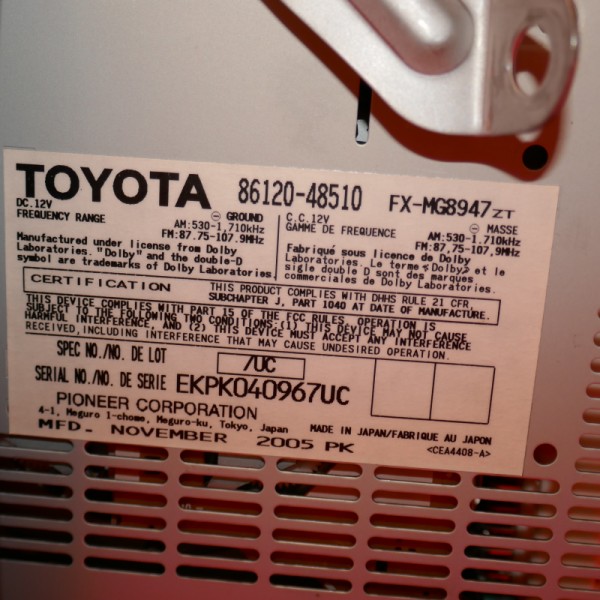 TOYOTA 86120-48510 FX-MG8947ZT
DC.12V ⊖ GROUND
FREQUENCY RANGE AM:530-1,710kHz
FM:87.75-107.9MHz
Manufactured under license from Dolby
Laboratories. "Dolby" and the double-D
symbol are trademarks of Dolby Laboratories.
C.C.12V ⊖ MASSE
GAMME DE FREQUENCE AM:530-1.710kHz
FM:87.75-107,9MHz
Fabriqué sous licence de Dolby
Laboratories. Le terme <Dolby> et le
sigle double D sont des marques
commerciales de Dolby Laboratories.
CERTIFICATION THIS PRODUCT COMPLIES WITH DHHS RULE 21 CFR,
SUBCHAPTER J, PART 1040 AT DATE OF MANUFACTURE.
THIS DEVICE COMPLIES WITH PART 15 OF THE FCC RULES. OPERATION IS
SUBJECT TO THE FOLLOWING TWO CONDITIONS:(1) THIS DEVICE MAY NOT CAUSE
HARMFUL INTERFERENCE, AND (2) THIS DEVICE MUST ACCEPT ANY INTERFERENCE
RECEIVED,INCLUDING INTERFERENCE THAT MAY CAUSE UNDESIRED OPERATION.
SPEC NO./NO. DE LOT /UC
SERIAL NO./NO. DE SERIE EKPK040967UC
PIONEER CORPORATION
4-1, Meguro 1-chome, Meguro-ku, Tokyo, Japan MADE IN JAPAN/FABRIQUE AU JAPON
MFD- NOVEMBER 2005 PK <CEA4408-A>